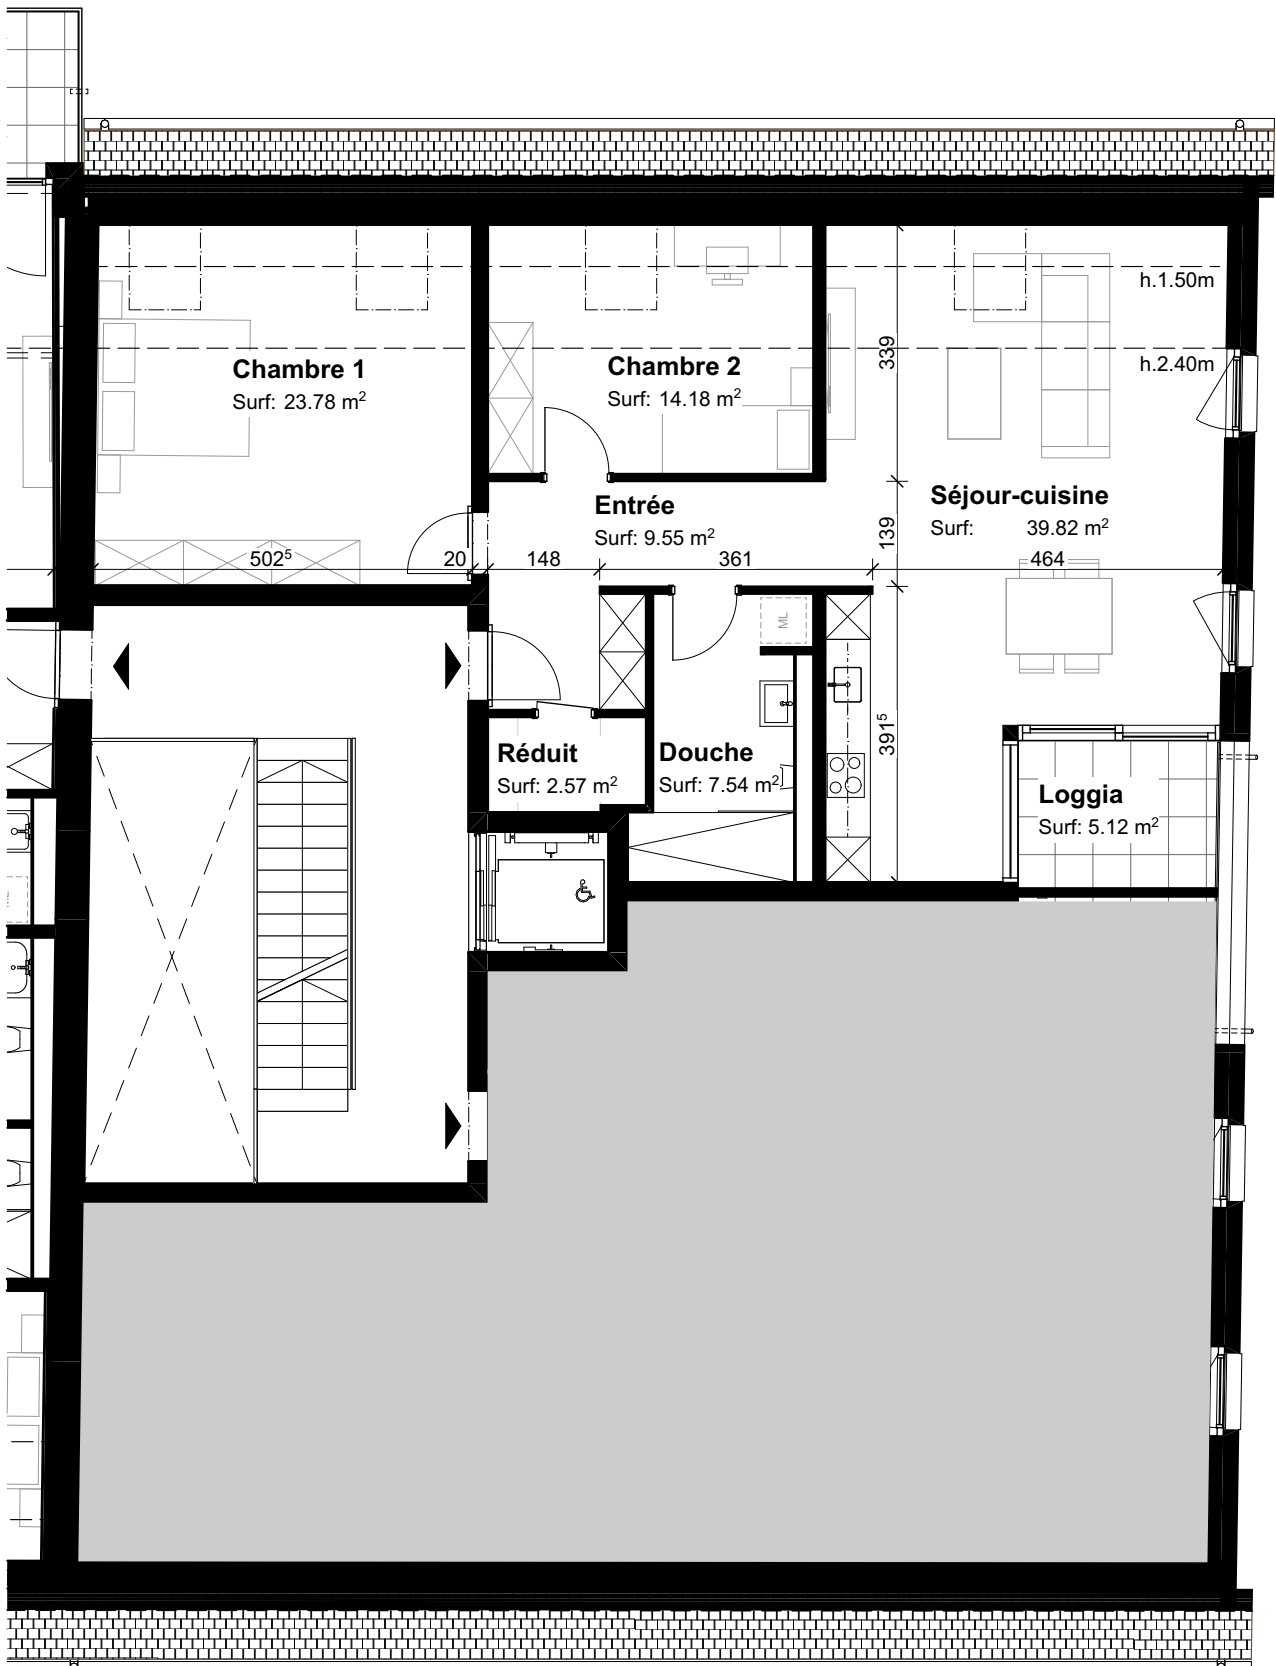 h.1.50m
h.2.40m
Chambre 1
Surf: 23.78 m²
Chambre 2
Surf: 14.18 m²
339
Séjour-cuisine
Surf: 39.82 m²
Entrée
Surf: 9.55 m²
139
502⁵
20
148
361
464
ML
391⁵
Réduit
Surf: 2.57 m²
Douche
Surf: 7.54 m²
Loggia
Surf: 5.12 m²